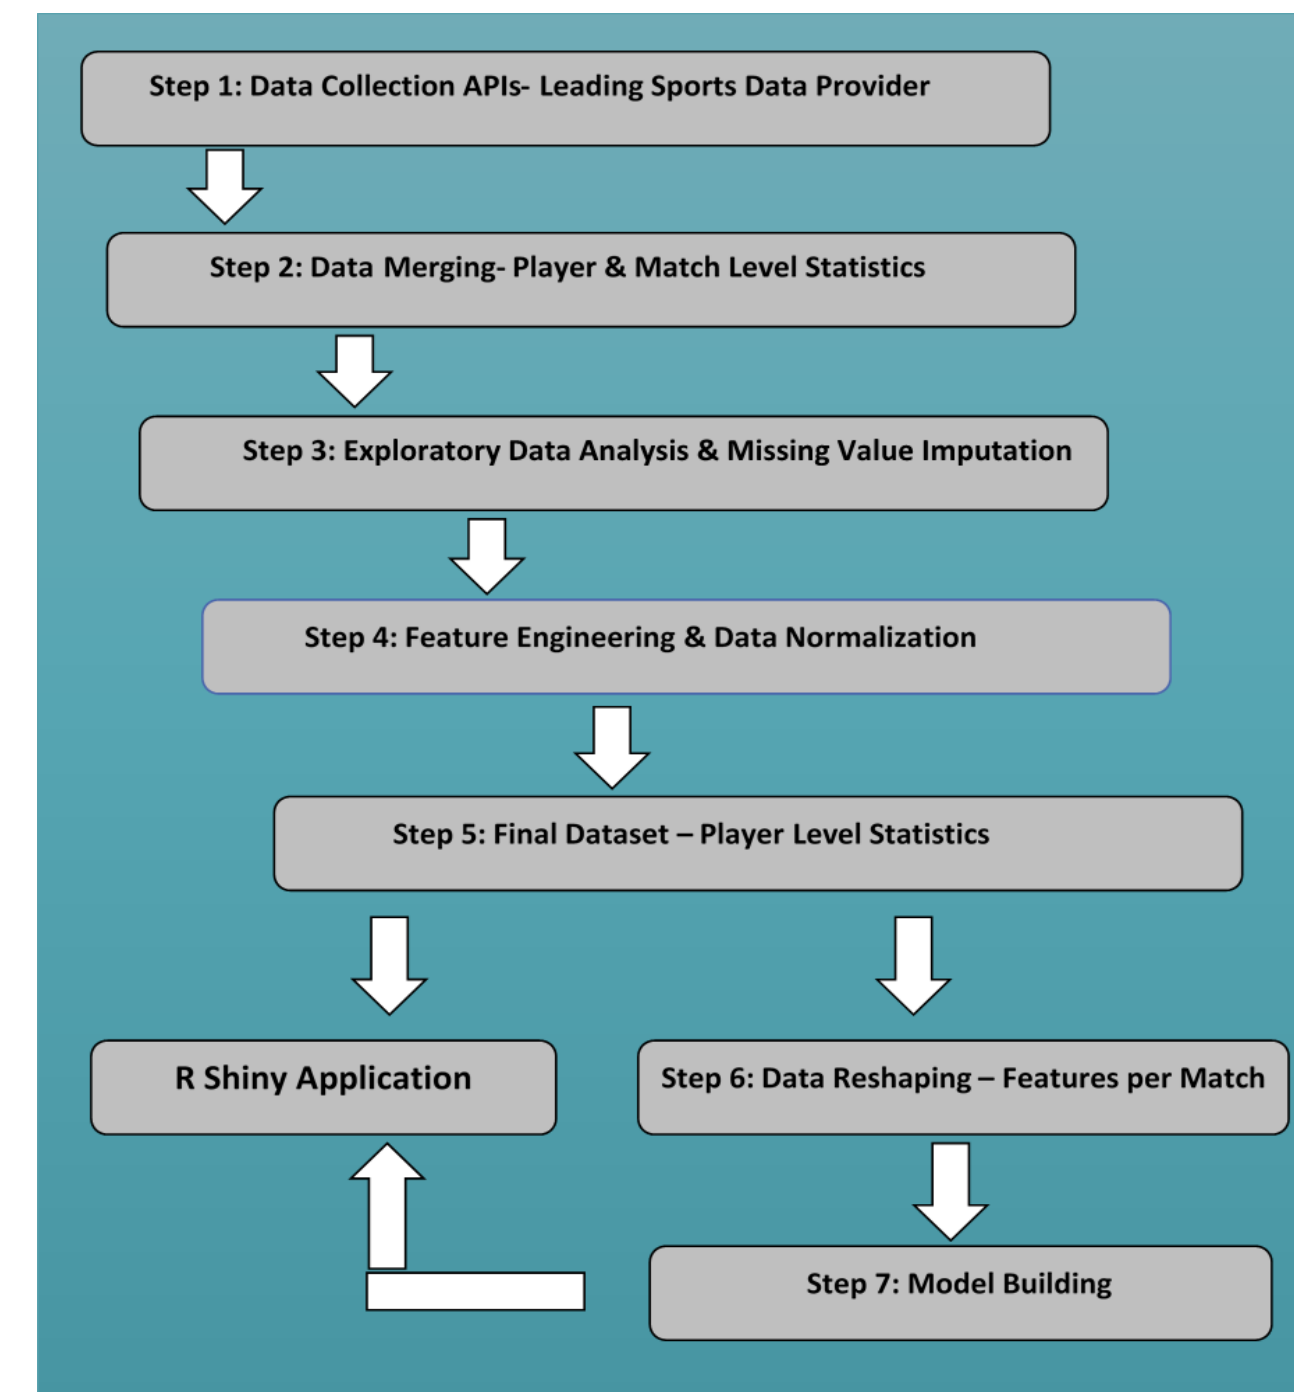 Step 1: Data Collection APIs- Leading Sports Data Provider
Step 2: Data Merging- Player & Match Level Statistics
Step 3: Exploratory Data Analysis & Missing Value Imputation
Step 4: Feature Engineering & Data Normalization
Step 5: Final Dataset – Player Level Statistics
R Shiny Application
Step 6: Data Reshaping – Features per Match
Step 7: Model Building